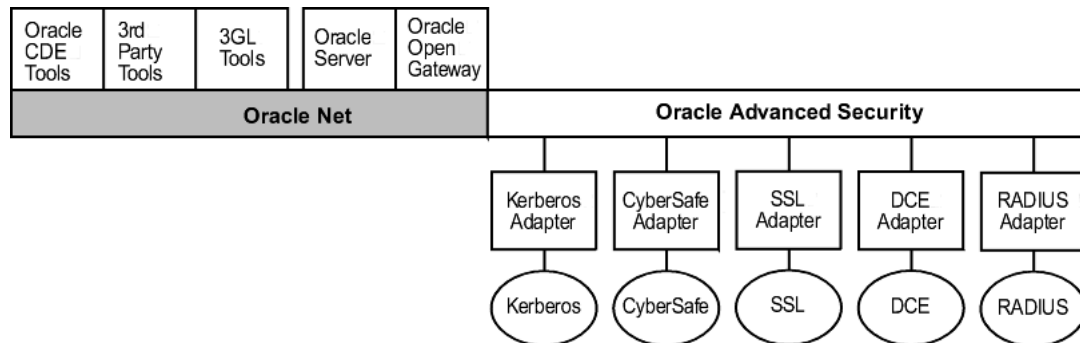 Oracle
CDE
Tools
3rd
Party
Tools
3GL
Tools
Oracle
Server
Oracle
Open
Gateway
Oracle Net
Oracle Advanced Security
Kerberos
Adapter
CyberSafe
Adapter
SSL
Adapter
DCE
Adapter
RADIUS
Adapter
Kerberos
CyberSafe
SSL
DCE
RADIUS